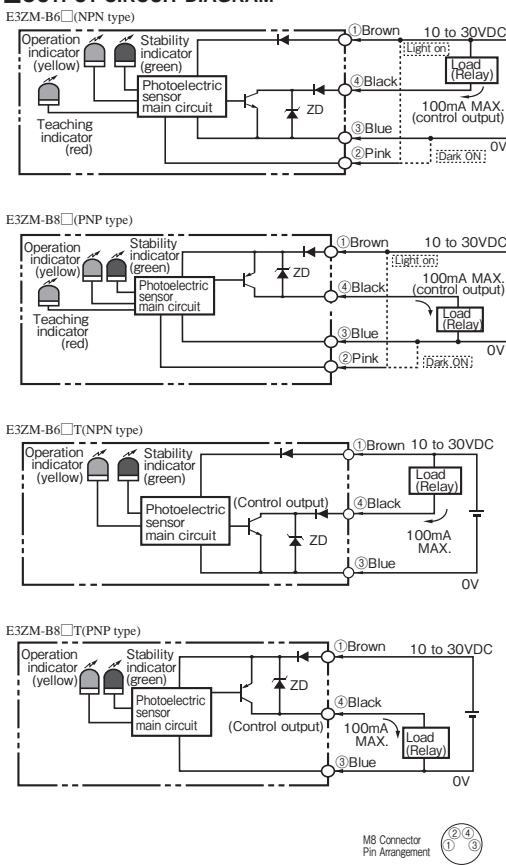 E3ZM-B6□(NPN type)
Operation indicator (yellow)
Stability indicator (green)
Teaching indicator (red)
Photoelectric sensor main circuit
ZD
①Brown
10 to 30VDC
Light on
Load (Relay)
④Black
100mA MAX. (control output)
③Blue
0V
②Pink
Dark ON
E3ZM-B8□(PNP type)
Operation indicator (yellow)
Stability indicator (green)
Teaching indicator (red)
Photoelectric sensor main circuit
ZD
①Brown
10 to 30VDC
Light on
④Black
100mA MAX. (control output)
Load (Relay)
③Blue
0V
②Pink
Dark ON
E3ZM-B6□T(NPN type)
Operation indicator (yellow)
Stability indicator (green)
Photoelectric sensor main circuit
(Control output)
ZD
①Brown
10 to 30VDC
Load (Relay)
④Black
100mA MAX.
③Blue
0V
E3ZM-B8□T(PNP type)
Operation indicator (yellow)
Stability indicator (green)
Photoelectric sensor main circuit
(Control output)
ZD
①Brown
10 to 30VDC
④Black
100mA MAX.
Load (Relay)
③Blue
0V
M8 Connector
Pin Arrangement
②④
① ③